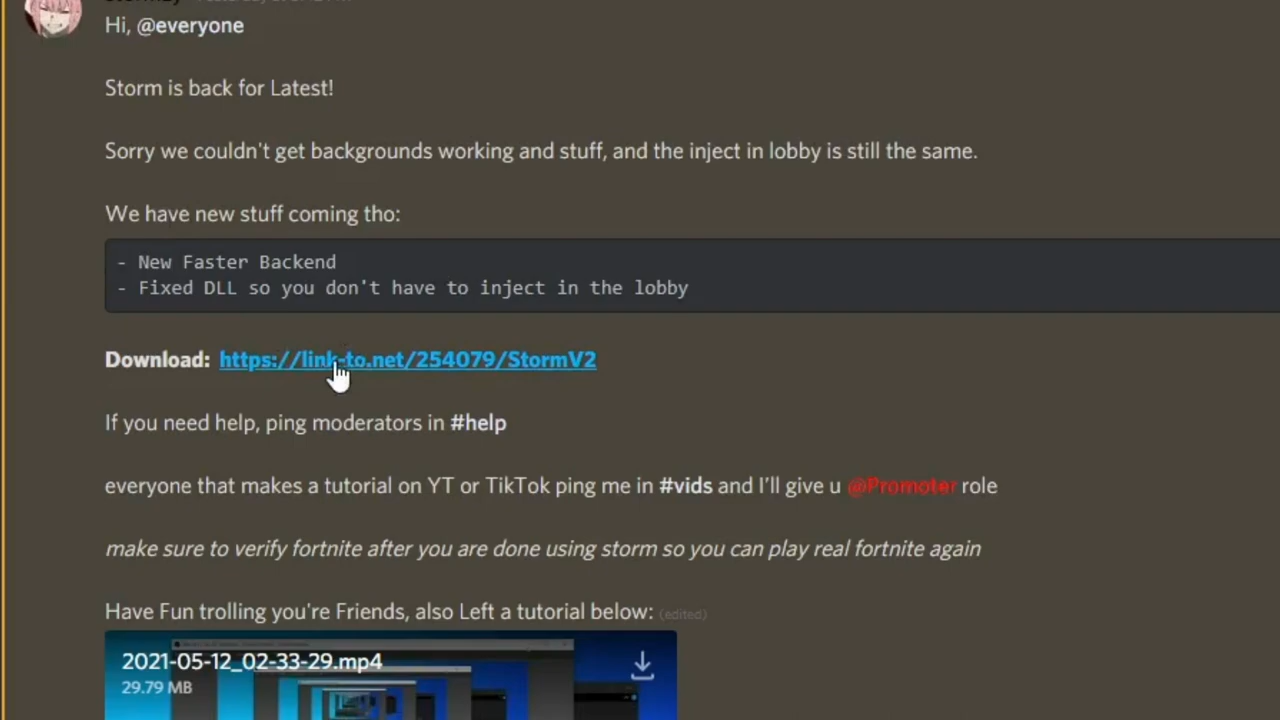 Hi, @everyone
Storm is back for Latest!
Sorry we couldn't get backgrounds working and stuff, and the inject in lobby is still the same.
We have new stuff coming tho:
- New Faster Backend
- Fixed DLL so you don't have to inject in the lobby
Download: https://link-to.net/254079/StormV2
If you need help, ping moderators in #help
everyone that makes a tutorial on YT or TikTok ping me in #vids and I'll give u @Promoter role
make sure to verify fortnite after you are done using storm so you can play real fortnite again
Have Fun trolling you're Friends, also Left a tutorial below: (edited)
2021-05-12_02-33-29.mp4
29.79 MB